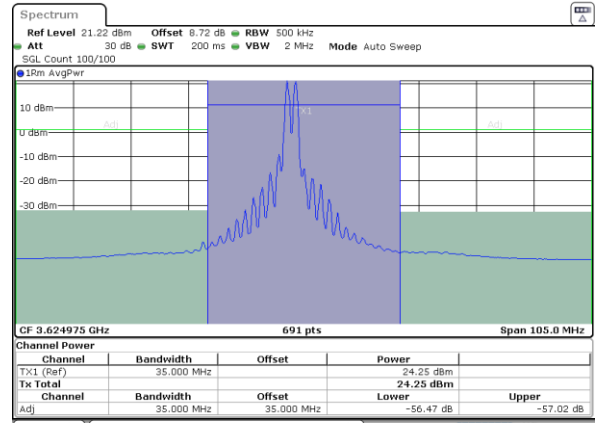 Spectrum
Ref Level 21.22 dBm Offset 8.72 dB RBW 500 kHz
Att 30 dB SWT 200 ms VBW 2 MHz Mode Auto Sweep
SGL Count 100/100
1Rm AvgPwr
10 dBm
TX1
Adj
Adj
0 dBm
-10 dBm
-20 dBm
-30 dBm
CF 3.624975 GHz 691 pts Span 105.0 MHz
Channel Power
Channel Bandwidth Offset Power
TX1 (Ref) 35.000 MHz 24.25 dBm
Tx Total 24.25 dBm
Channel Bandwidth Offset Lower Upper
Adj 35.000 MHz 35.000 MHz -56.47 dB -57.02 dB